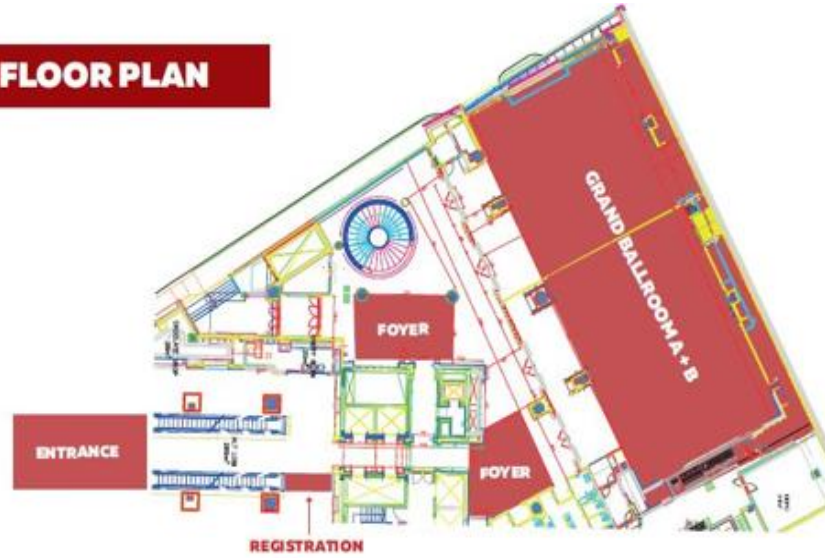 FLOOR PLAN
GRAND BALLROOM A + B
FOYER
ENTRANCE
FOYER
REGISTRATION